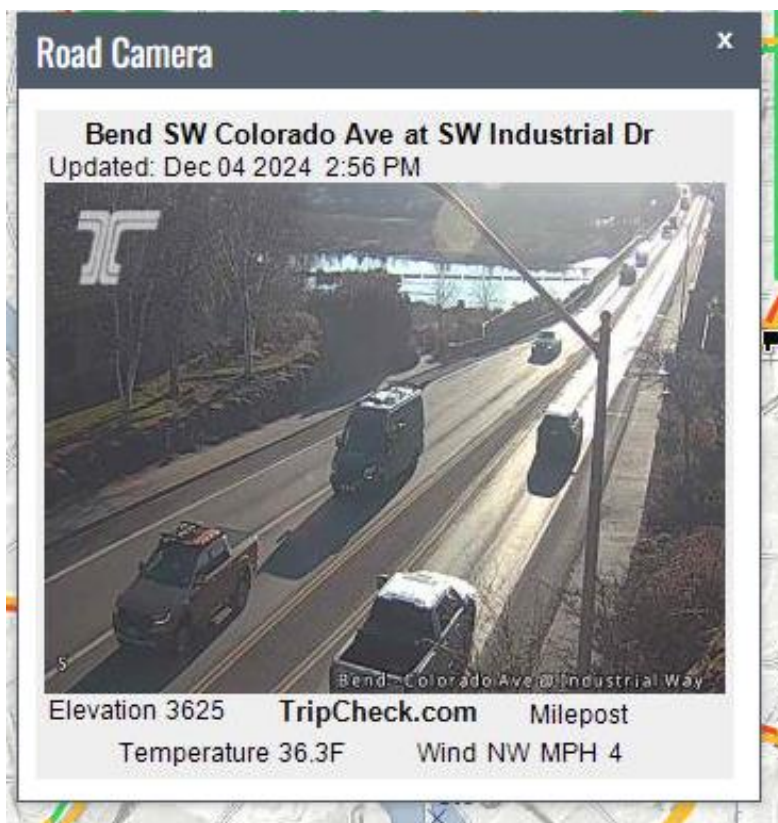 Road Camera
x
Bend SW Colorado Ave at SW Industrial Dr
Updated: Dec 04 2024 2:56 PM
5
Bend - Colorado Ave @ Industrial Way
Elevation 3625 TripCheck.com Milepost
Temperature 36.3F Wind NW MPH 4